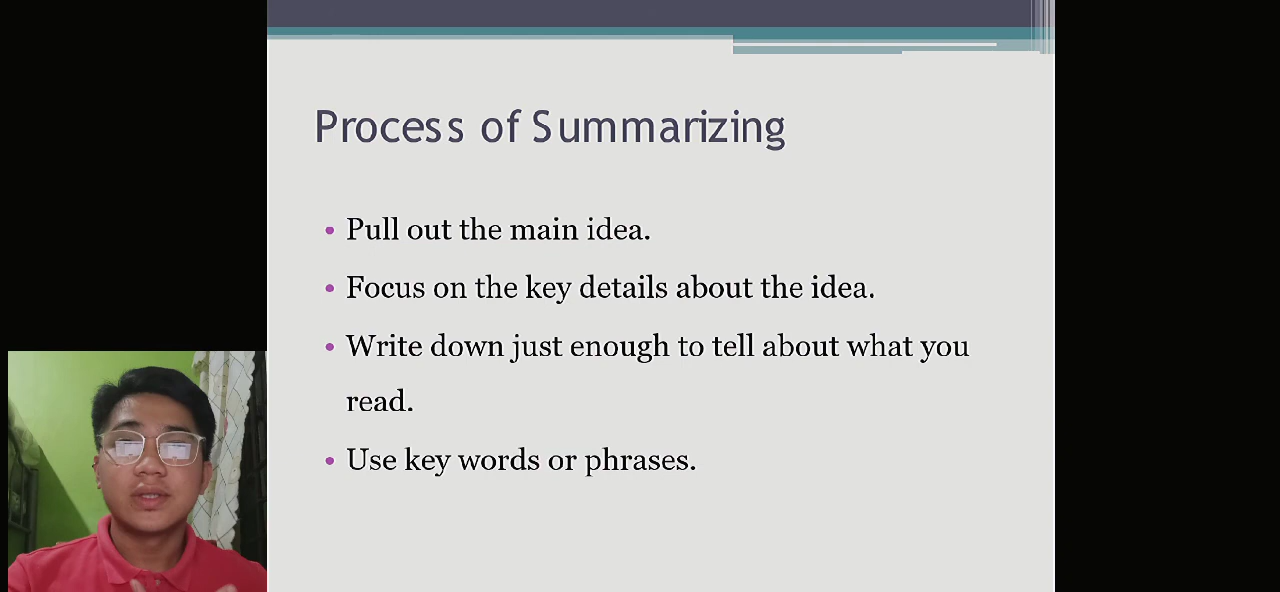 Process of Summarizing
• Pull out the main idea.
• Focus on the key details about the idea.
• Write down just enough to tell about what you
read.
• Use key words or phrases.